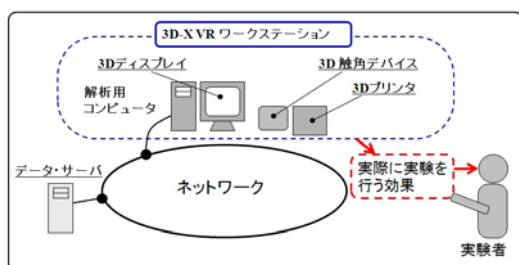 3D-X VR ワークステーション
3Dディスプレイ
3D 触角デバイス
3Dプリンタ
解析用
コンピュータ
データ・サーバ
ネットワーク
実際に実験を
行う効果
実験者